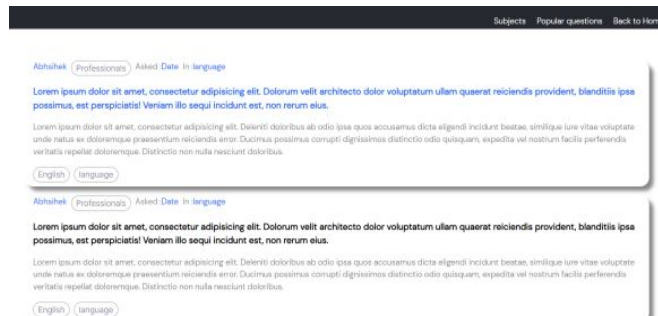 Subjects Popular questions Back to Hom
Abhsihek Professionals Asked Date In language
Lorem ipsum dolor sit amet, consectetur adipisicing elit. Dolorum velit architecto dolor voluptatum ullam quaerat reiciendis provident, blanditiis ipsa
possimus, est perspiciatis! Veniam illo sequi incidunt est, non rerum eius.
Lorem ipsum dolor sit amet, consectetur adipisicing elit. Deleniti doloribus ab odio ipsa quos accusamus dicta eligendi incidunt beatae, similique iure vitae voluptate
unde natus ex doloremque praesentium reiciendis error. Ducimus possimus corrupti dignissimos distinctio odio quisquam, expedita vel nostrum facilis perferendis
veritatis repellat doloremque. Distinctio non nulla nesciunt doloribus.
English language
Abhsihek Professionals Asked Date In language
Lorem ipsum dolor sit amet, consectetur adipisicing elit. Dolorum velit architecto dolor voluptatum ullam quaerat reiciendis provident, blanditiis ipsa
possimus, est perspiciatis! Veniam illo sequi incidunt est, non rerum eius.
Lorem ipsum dolor sit amet, consectetur adipisicing elit. Deleniti doloribus ab odio ipsa quos accusamus dicta eligendi incidunt beatae, similique iure vitae voluptate
unde natus ex doloremque praesentium reiciendis error. Ducimus possimus corrupti dignissimos distinctio odio quisquam, expedita vel nostrum facilis perferendis
veritatis repellat doloremque. Distinctio non nulla nesciunt doloribus.
English language